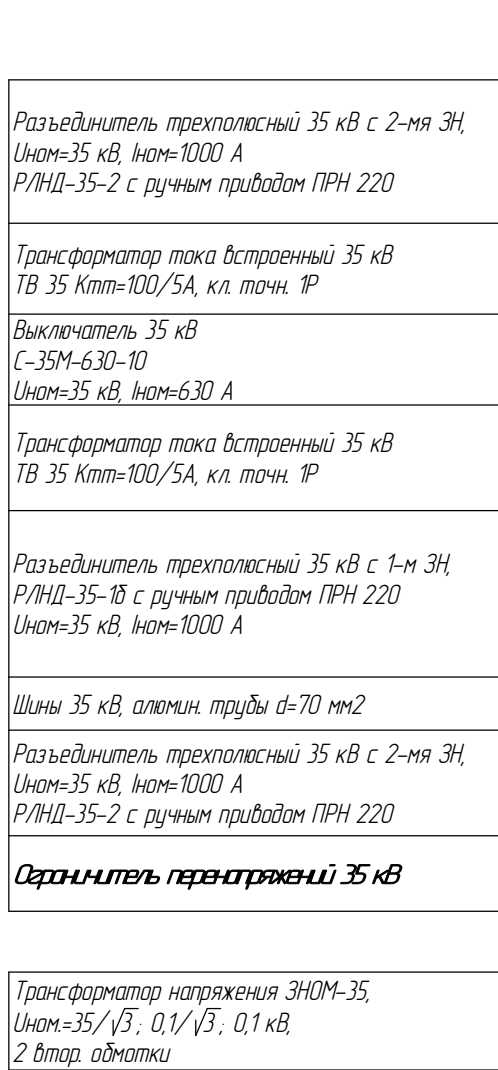 Разъединитель трехполюсный 35 кВ с 2-мя ЗН,
Uном=35 кВ, Iном=1000 А
РЛНД-35-2 с ручным приводом ПРН 220
Трансформатор тока встроенный 35 кВ
ТВ 35 Ктт=100/5А, кл. точн. 1Р
Выключатель 35 кВ
С-35М-630-10
Uном=35 кВ, Iном=630 А
Трансформатор тока встроенный 35 кВ
ТВ 35 Ктт=100/5А, кл. точн. 1Р
Разъединитель трехполюсный 35 кВ с 1-м ЗН,
РЛНД-35-1б с ручным приводом ПРН 220
Uном=35 кВ, Iном=1000 А
Шины 35 кВ, алюмин. трубы d=70 мм2
Разъединитель трехполюсный 35 кВ с 2-мя ЗН,
Uном=35 кВ, Iном=1000 А
РЛНД-35-2 с ручным приводом ПРН 220
Ограничитель перенапряжений 35 кВ
Трансформатор напряжения ЗНОМ-35,
Uном.=35/√3; 0,1/√3; 0,1 кВ,
2 втор. обмотки